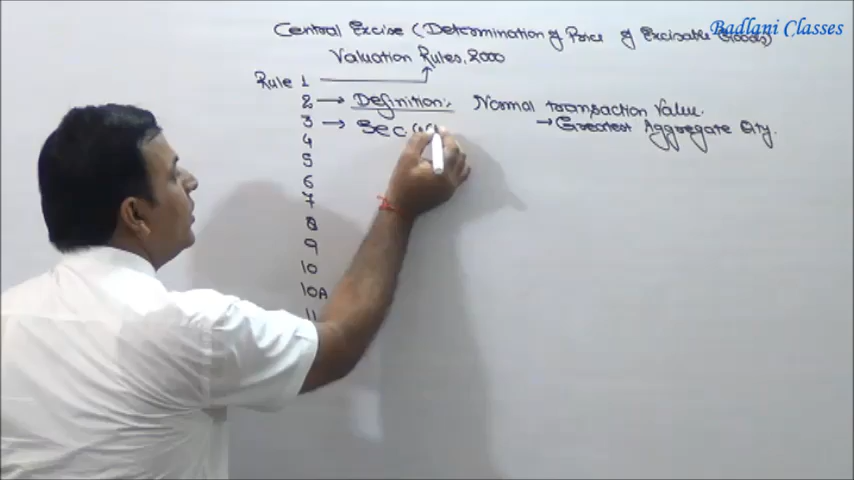 Badlani Classes
Central Excise (Determination of Price of Excisable Goods)
Valuation Rules, 2000
Rule 1
2 → Definition:- Normal transaction Value.
3 → Sec → Greatest Aggregate Qty.
4
5
6
7
8
9
10
10A
11